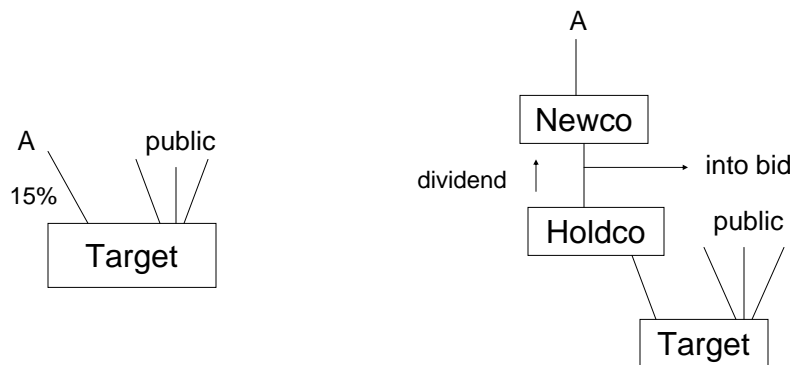 A
public
15%
Target
A
Newco
dividend
into bid
Holdco
public
Target